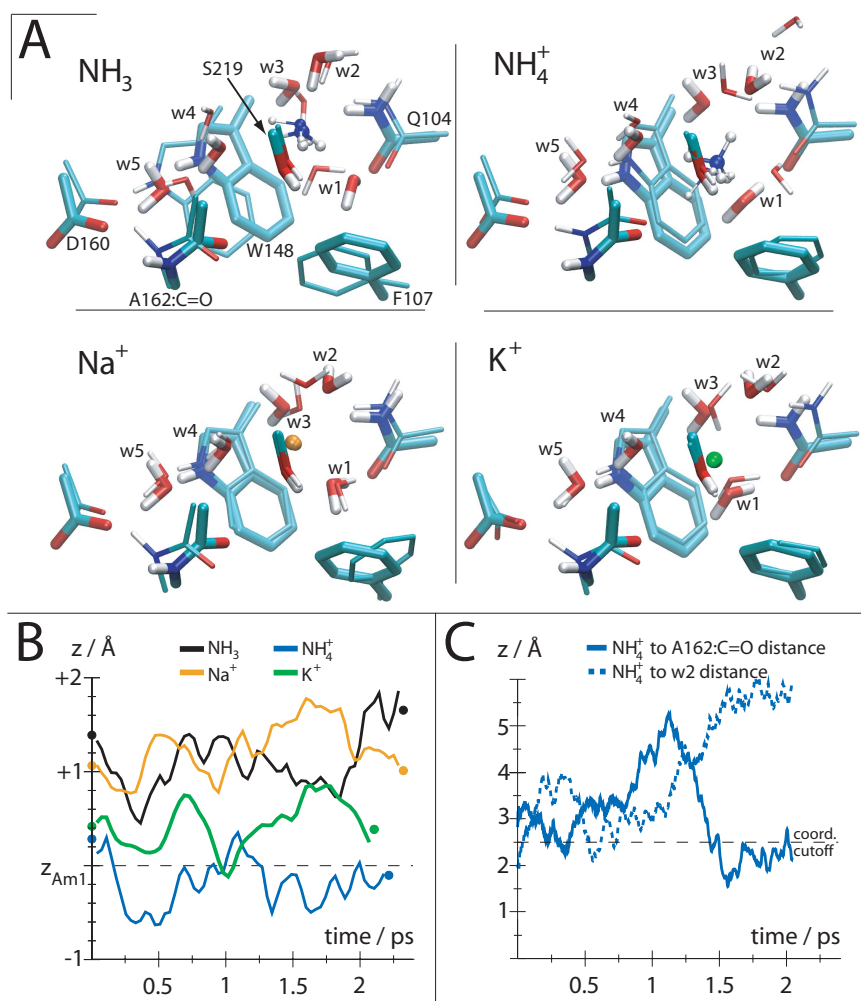 A
NH3
S219
w3
w2
w4
Q104
w5
w1
D160
W148
A162:C=O
F107
NH4+
w2
w3
w4
w5
w1
Na+
w2
w3
w4
w5
w1
K+
w2
w3
w4
w5
w1
B
z / Å
NH3
NH4+
Na+
K+
+2
+1
zAm1
-1
time / ps
0.5
1
1.5
2
C
z / Å
NH4+ to A162:C=O distance
NH4+ to w2 distance
5
4
3
2
1
coord.
cutoff
time / ps
0.5
1
1.5
2